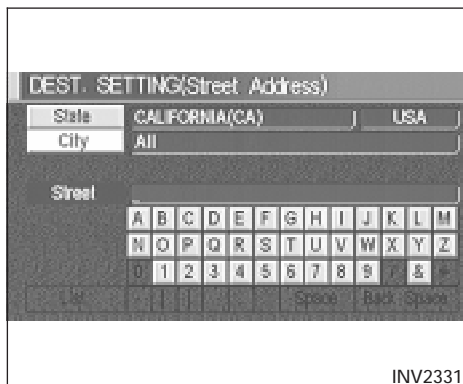 DEST. SETTING(Street Address)
State CALIFORNIA(CA) USA
City All
Street
A B C D E F G H I J K L M
N O P Q R S T U V W X Y Z
0 1 2 3 4 5 6 7 8 9 &
List Space Back Space
INV2331